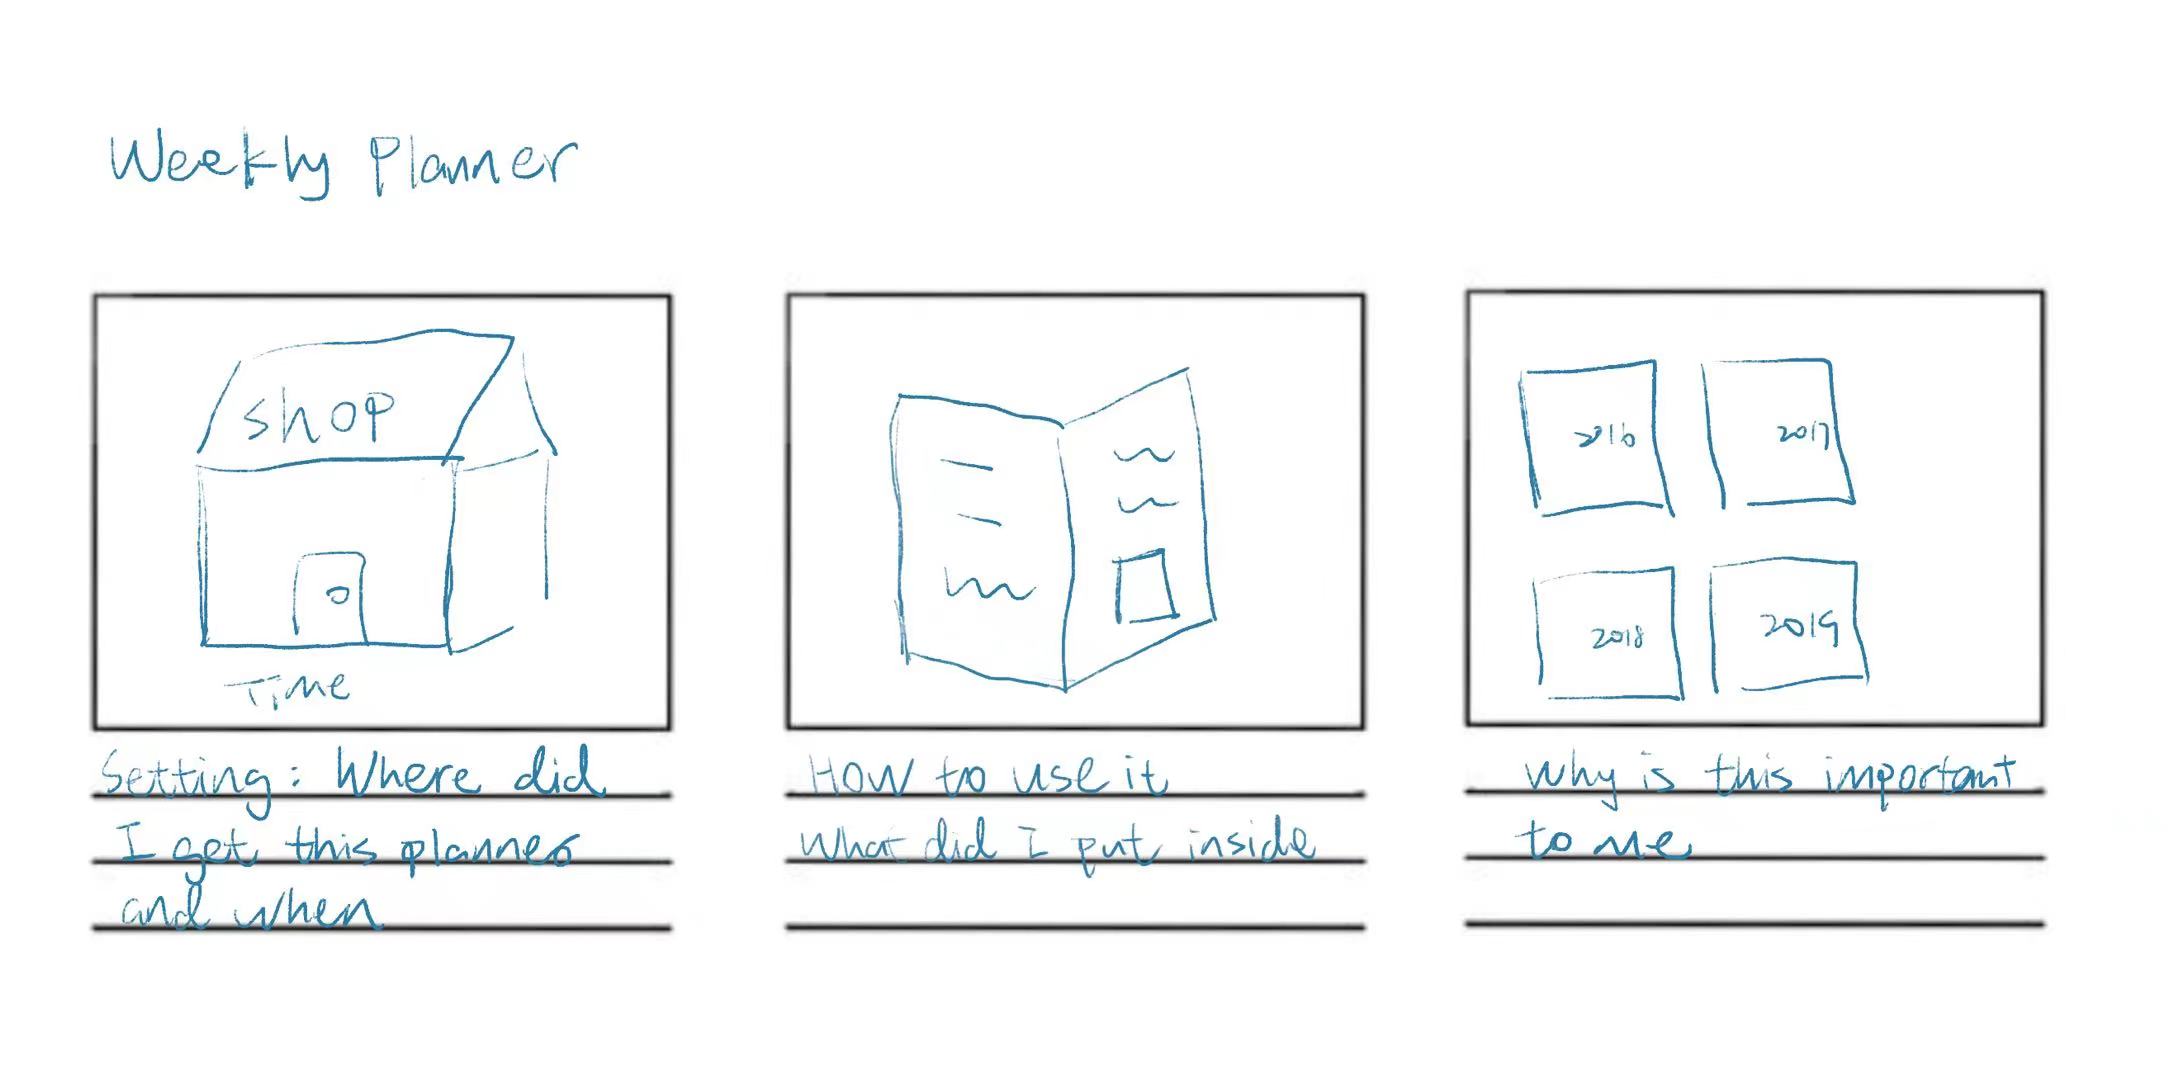 Weekly Planner
shop
Time
Setting: Where did
I get this planner
and when
How to use it
What did I put inside
2016
2017
2018
2019
Why is this important
to me